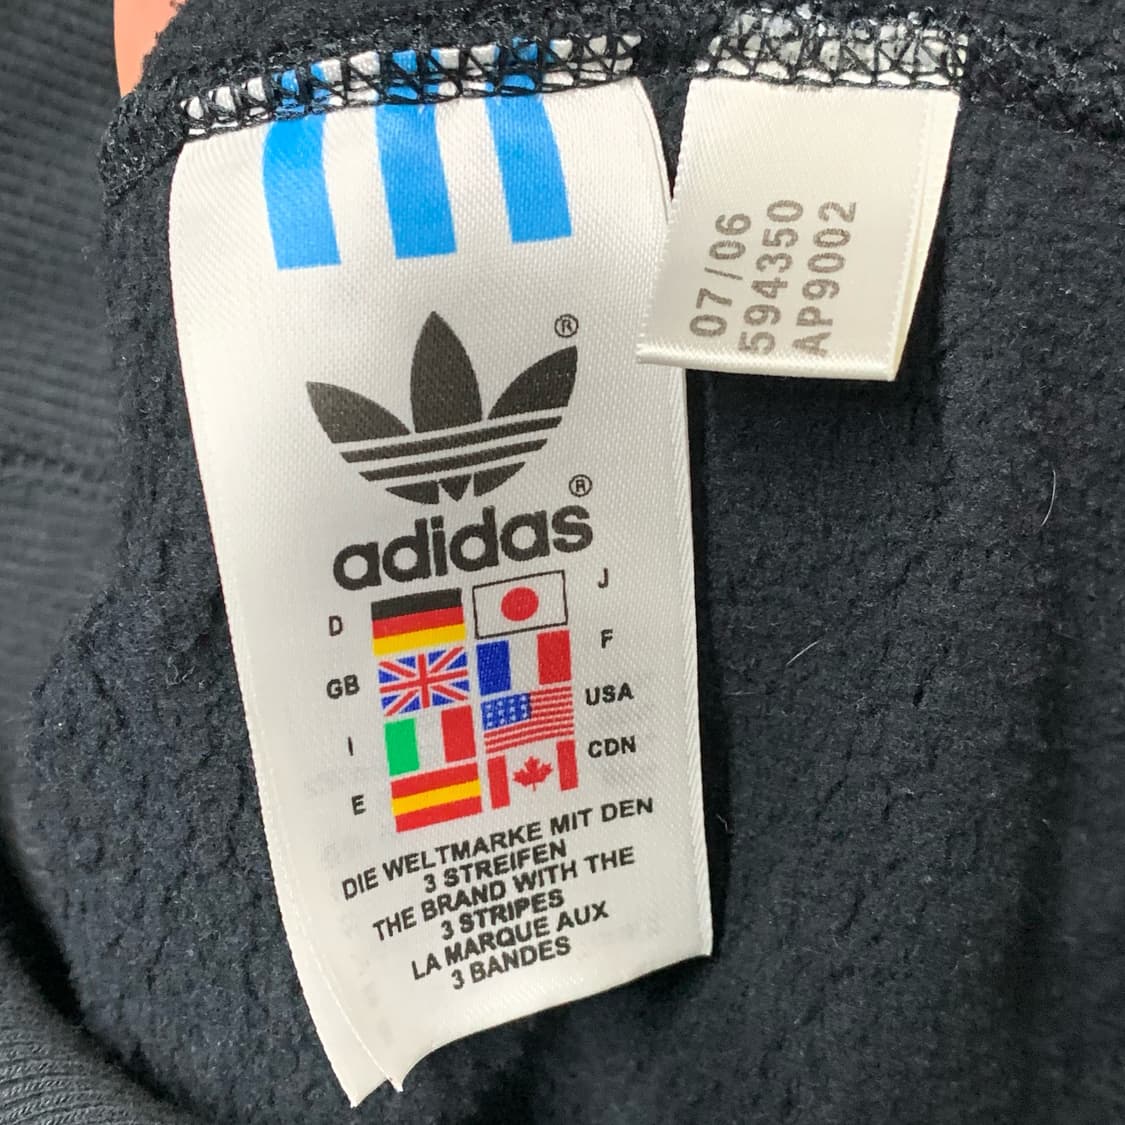 ®
®
adidas
D
J
GB
F
I
USA
E
CDN
DIE WELTMARKE MIT DEN
3 STREIFEN
THE BRAND WITH THE
3 STRIPES
LA MARQUE AUX
3 BANDES
07/06
594350
AP9002